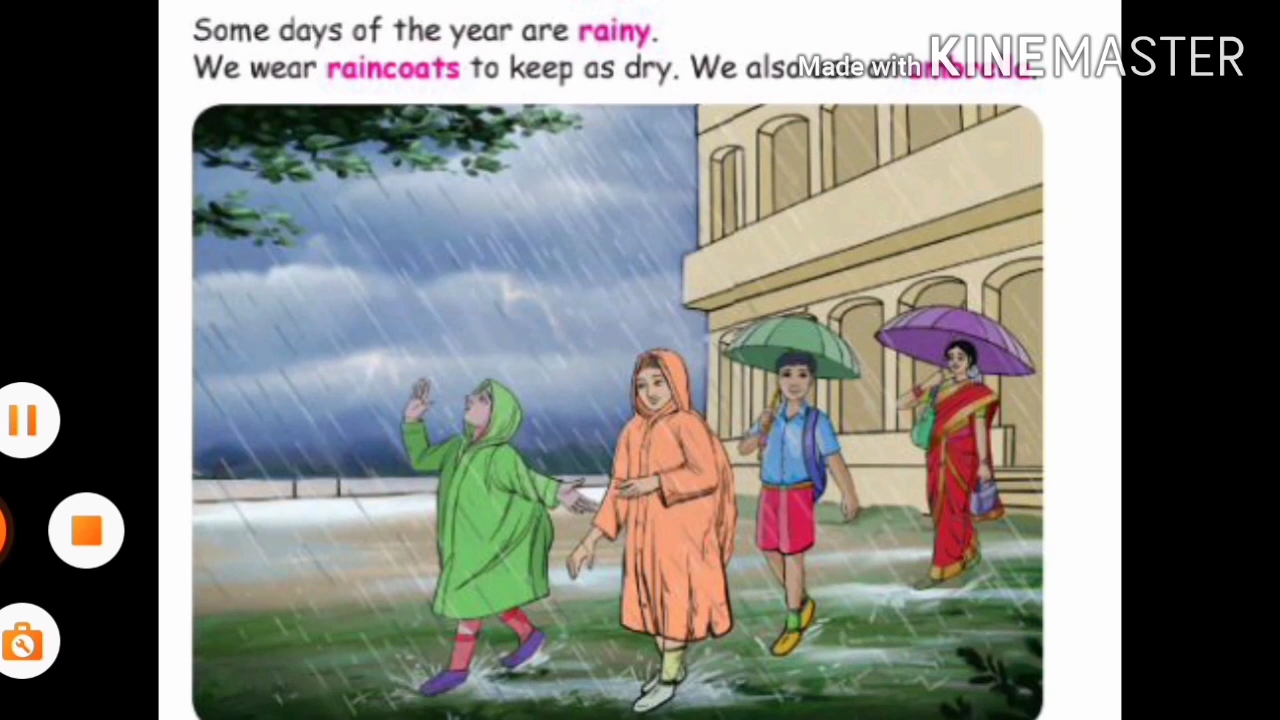 Some days of the year are rainy.
We wear raincoats to keep as dry. We also
Made with KINEMASTER